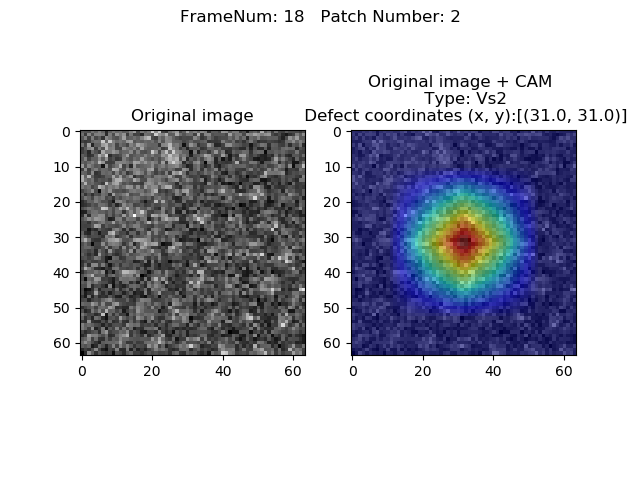 FrameNum: 18   Patch Number: 2
Original image
Original image + CAM
Type: Vs2
Defect coordinates (x, y):[(31.0, 31.0)]
0
10
20
30
40
50
60
0 20 40 60
0
10
20
30
40
50
60
0 20 40 60